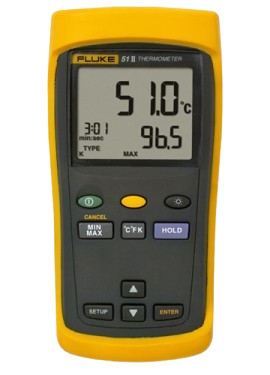 FLUKE 51 II THERMOMETER
51.0 °C
3:01
min:sec
96.5
TYPE
K MAX
CANCEL
MIN MAX
°C°F K
HOLD
SETUP
ENTER